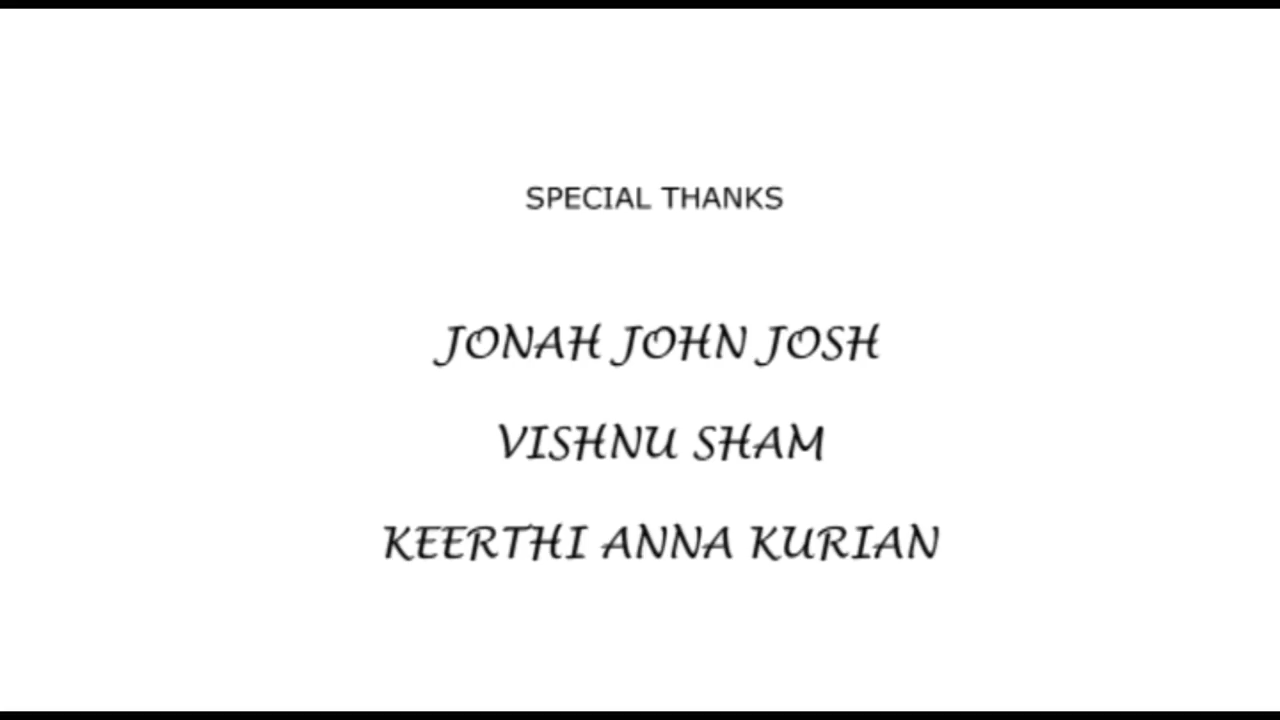 SPECIAL THANKS
JONAH JOHN JOSH
VISHNU SHAM
KEERTHI ANNA KURIAN